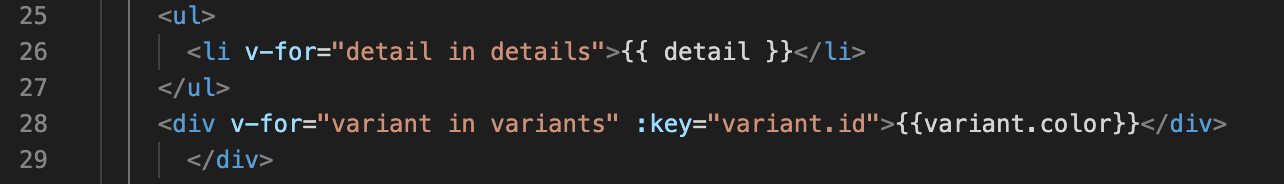 25 <ul>
26 <li v-for="detail in details">{{ detail }}</li>
27 </ul>
28 <div v-for="variant in variants" :key="variant.id">{{variant.color}}</div>
29 </div>